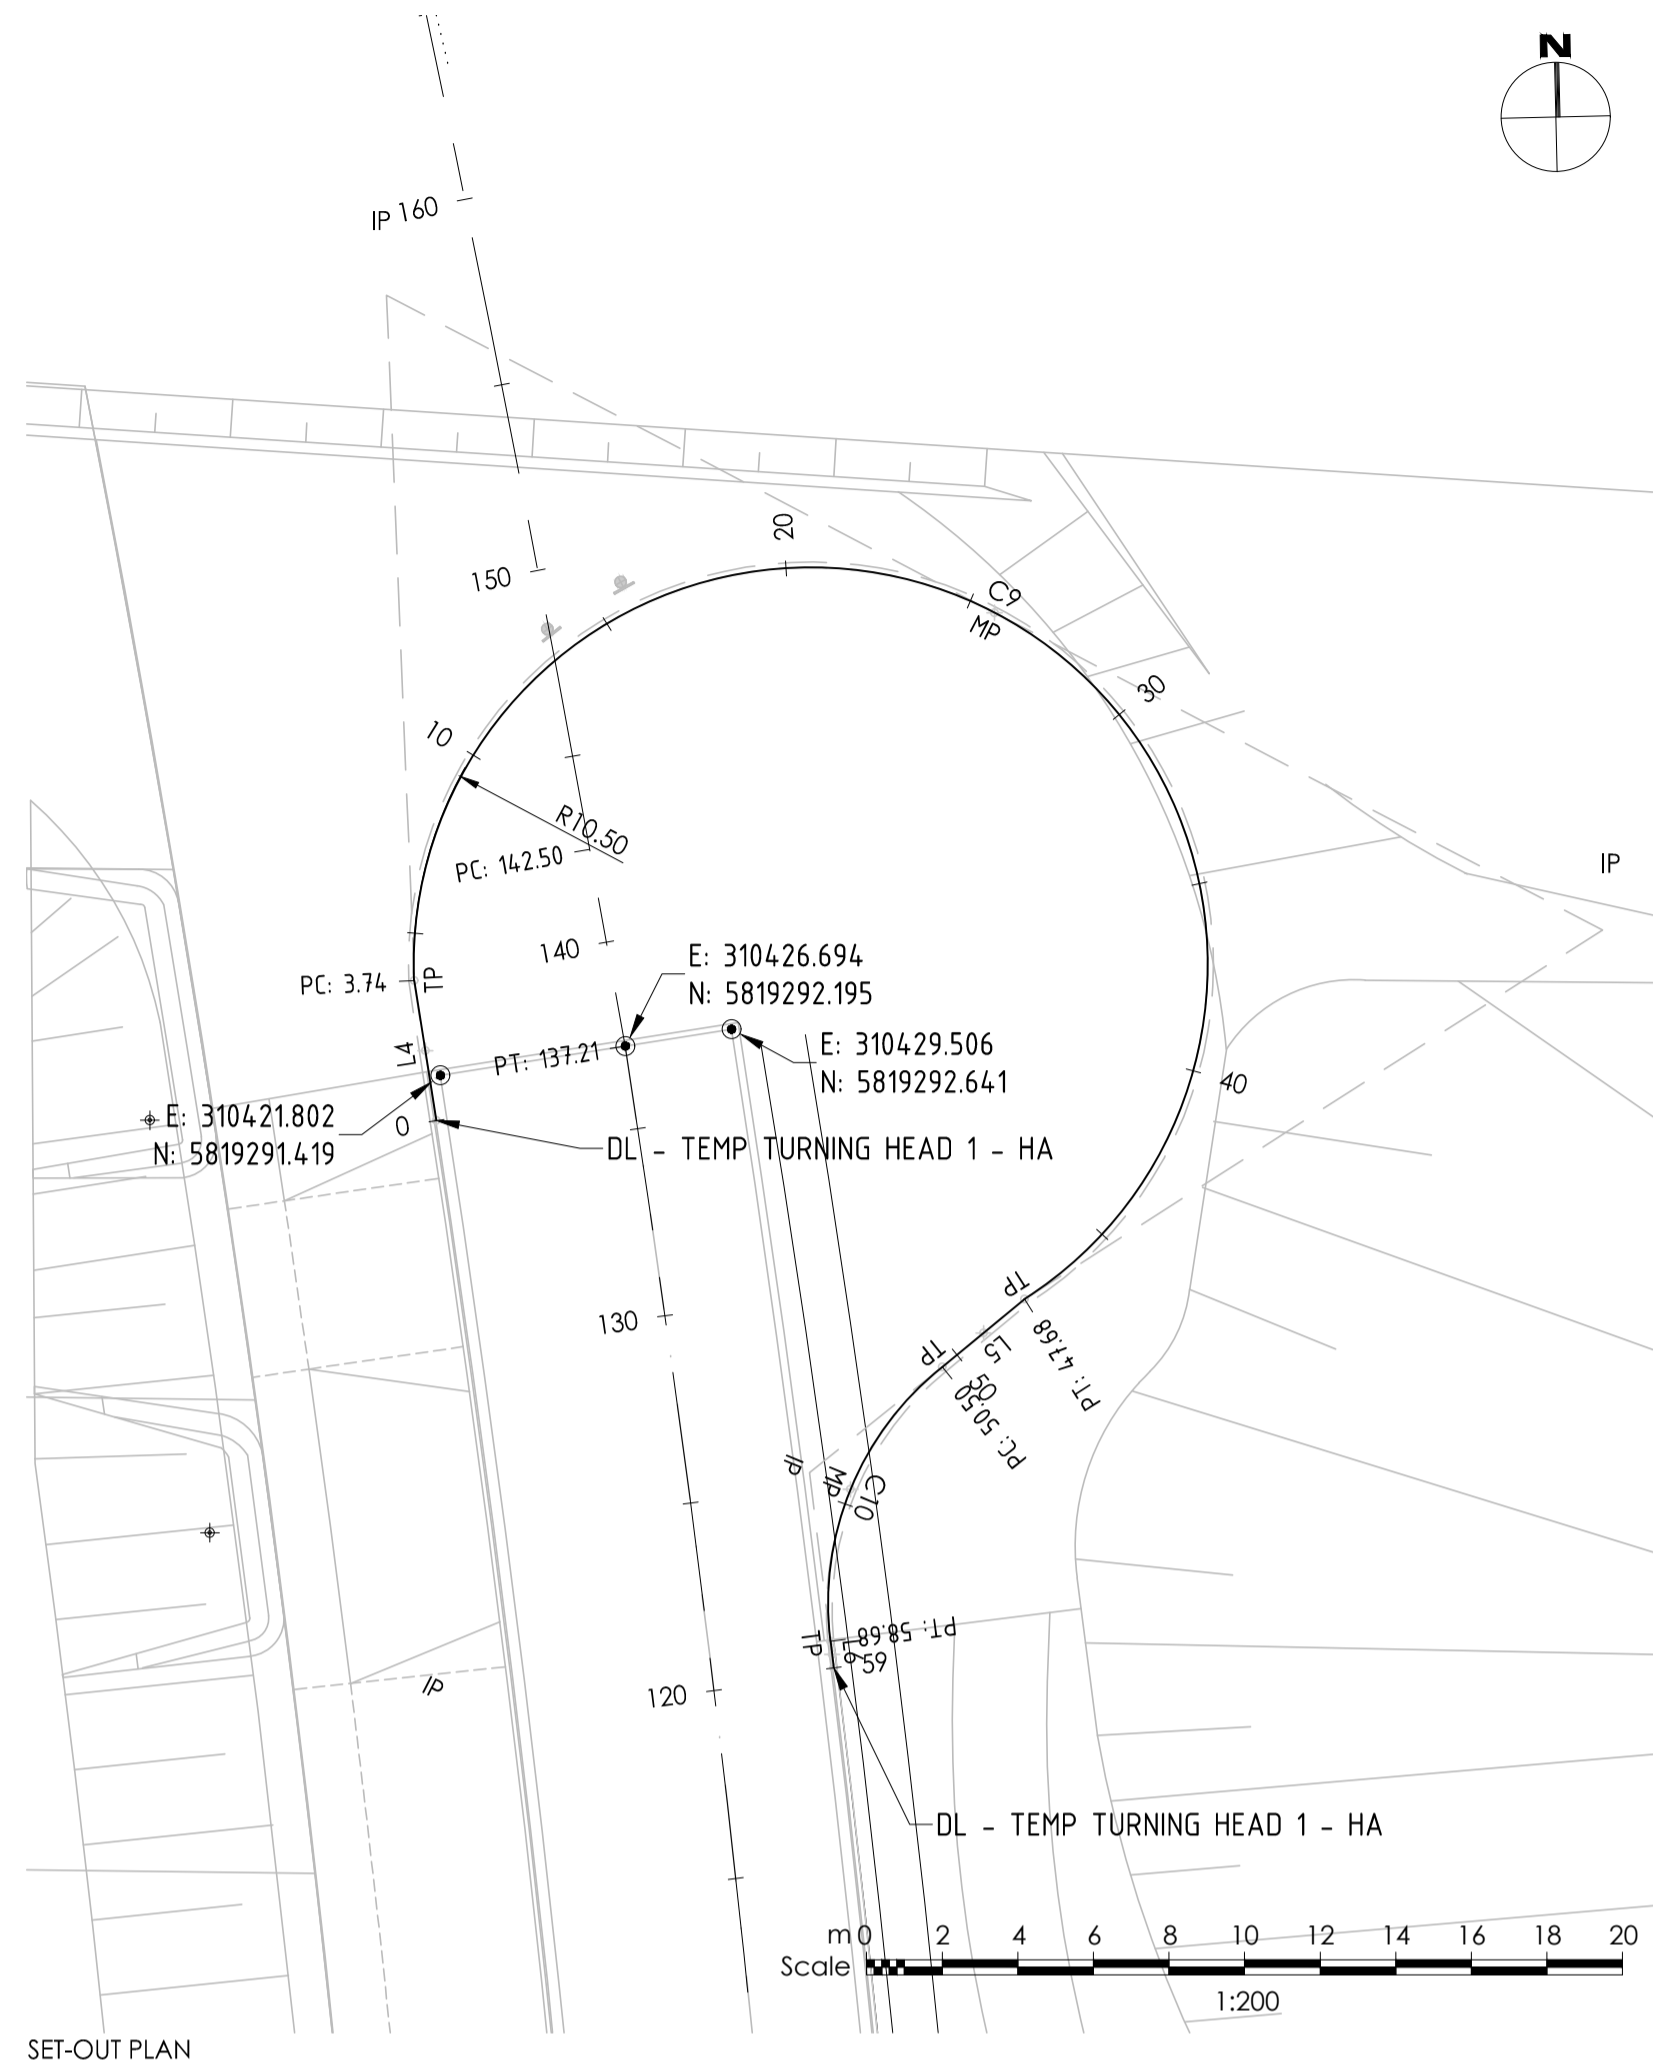 N
IP 160
20
150
C9
MP
30
10
R10.50
PC: 142.50
IP
140
E: 310426.694
N: 5819292.195
PC: 3.74
TP
L4
PT: 137.21
E: 310429.506
N: 5819292.641
40
E: 310421.802
N: 5819291.419
0
DL - TEMP TURNING HEAD 1 - HA
TP
130
TP
L5
PT: 47.68
50
PC: 50.50
IP
MP
C10
TP
PT: 58.68
L6
59
IP
120
DL - TEMP TURNING HEAD 1 - HA
m 0 2 4 6 8 10 12 14 16 18 20
Scale
1:200
SET-OUT PLAN